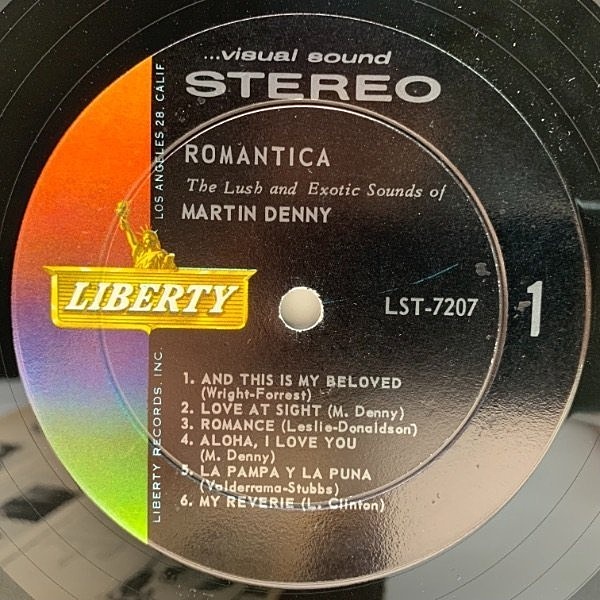 ...visual sound
STEREO
ROMANTICA
The Lush and Exotic Sounds of
MARTIN DENNY
LIBERTY
LST-7207
1
1. AND THIS IS MY BELOVED
(Wright-Forrest)
2. LOVE AT SIGHT (M. Denny)
3. ROMANCE (Leslie-Donaldson)
4. ALOHA, I LOVE YOU
(M. Denny)
5. LA PAMPA Y LA PUNA
(Valderrama-Stubbs)
6. MY REVERIE (L. Clinton)
LIBERTY RECORDS, INC.
LOS ANGELES 28, CALIF.